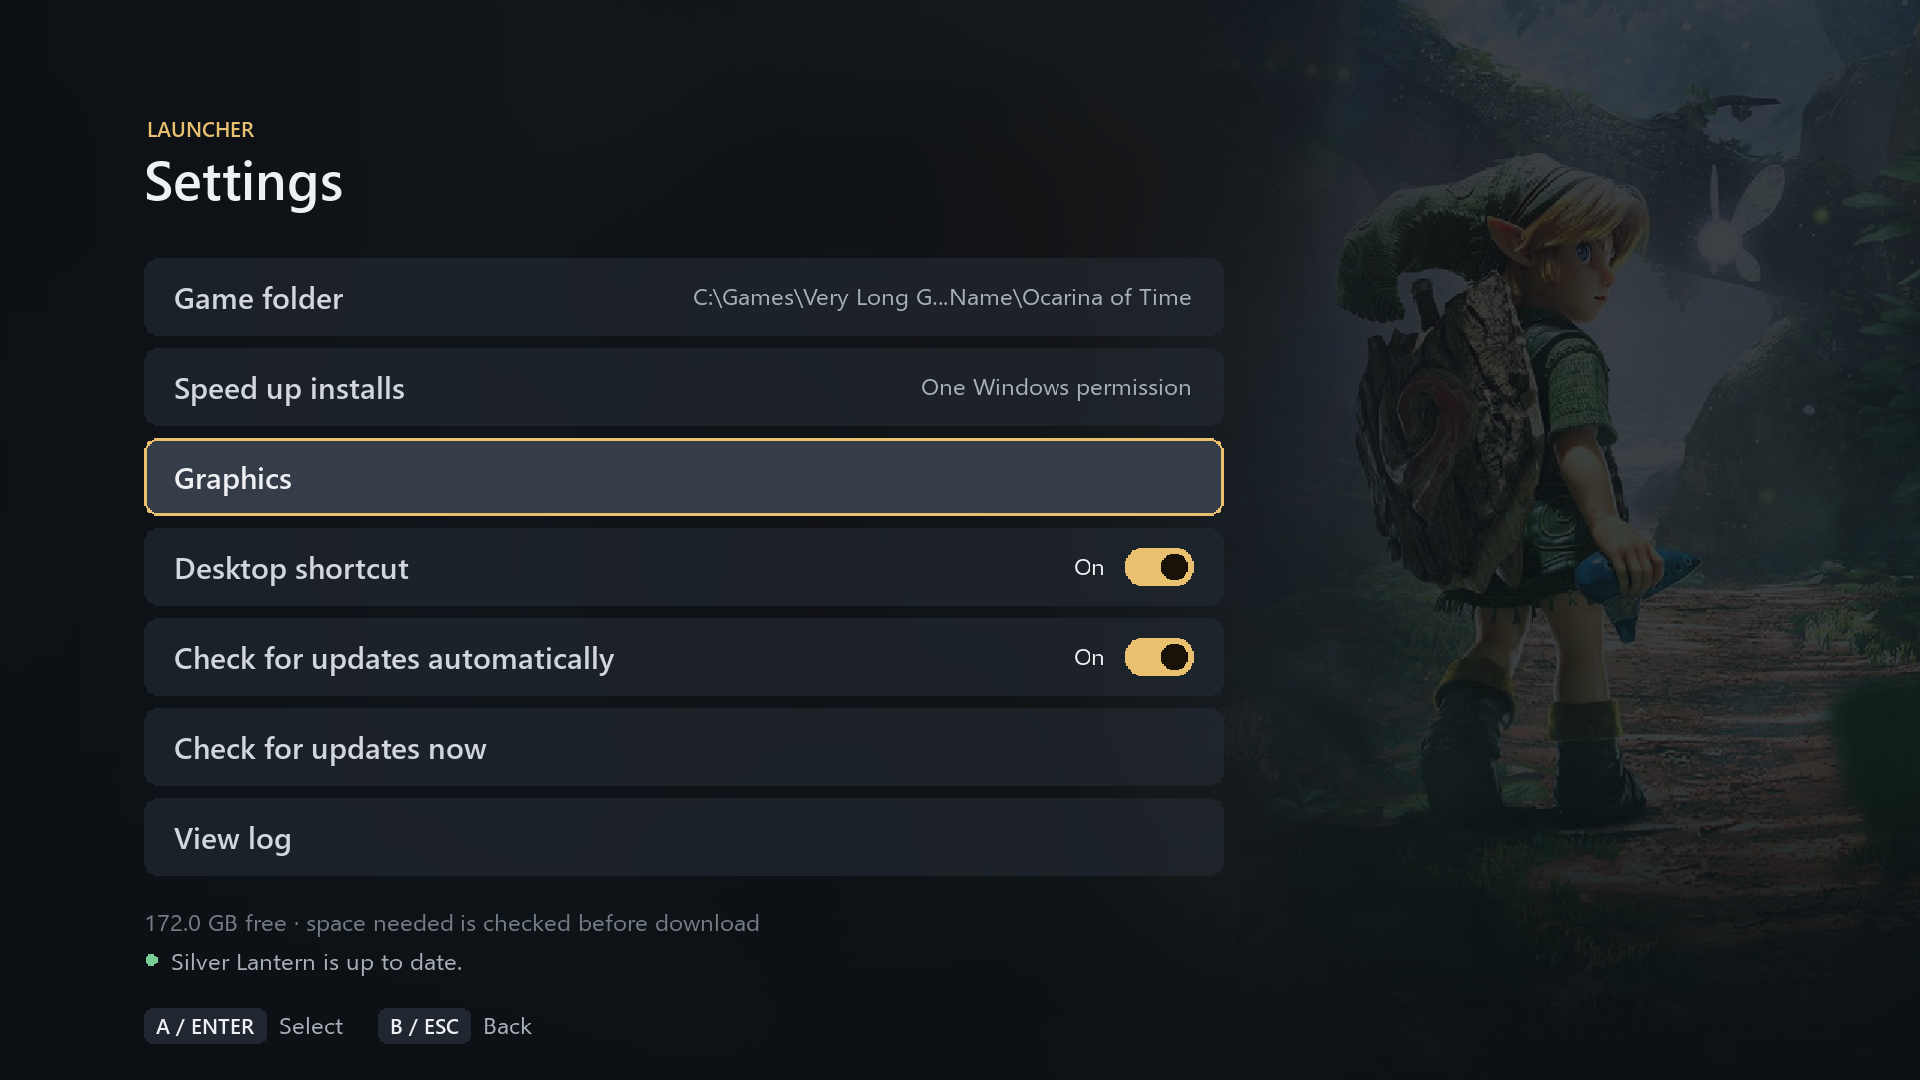 LAUNCHER
Settings
Game folder C:\Games\Very Long G...Name\Ocarina of Time
Speed up installs One Windows permission
Graphics
Desktop shortcut On
Check for updates automatically On
Check for updates now
View log
172.0 GB free · space needed is checked before download
Silver Lantern is up to date.
A / ENTER Select B / ESC Back